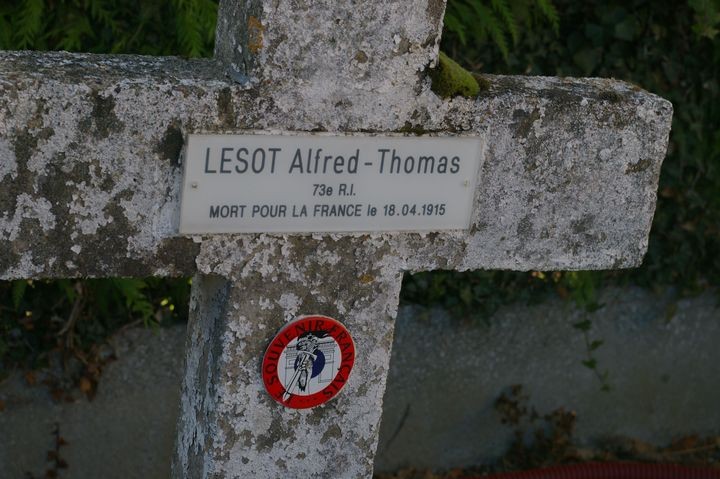 LESOT Alfred-Thomas
73e R.I.
MORT POUR LA FRANCE le 18.04.1915
SOUVENIR FRANÇAIS